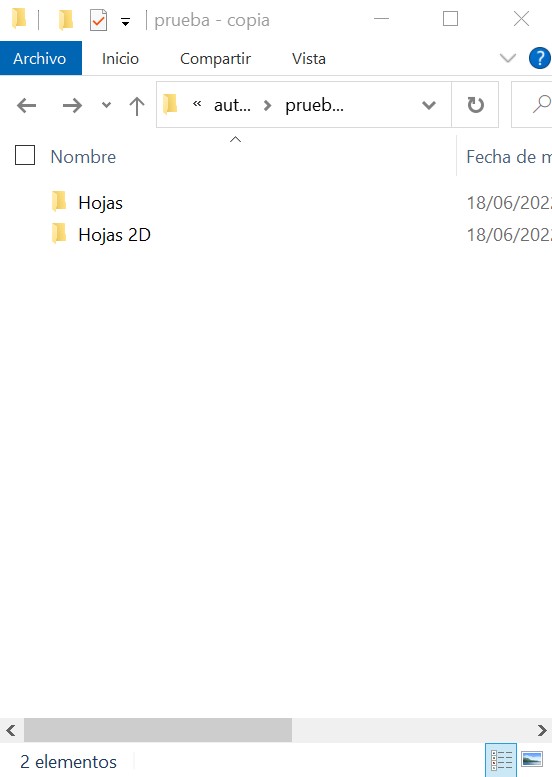 prueba - copia
Archivo Inicio Compartir Vista ?
« aut... prueb...
Nombre Fecha de m
Hojas 18/06/202
Hojas 2D 18/06/202
2 elementos